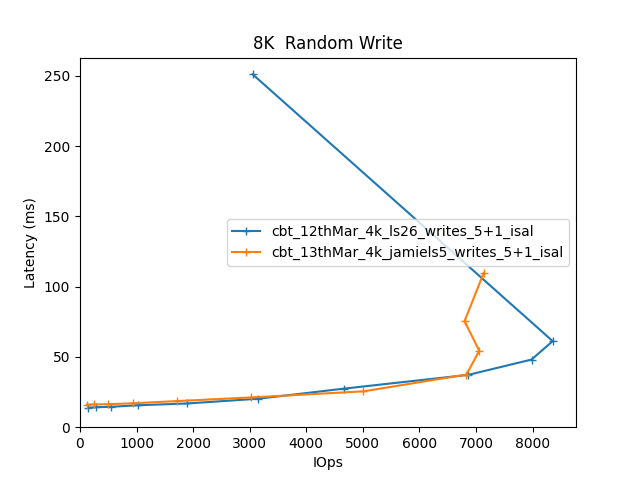 8K  Random Write
250
200
150
100
50
0
Latency (ms)
cbt_12thMar_4k_ls26_writes_5+1_isal
cbt_13thMar_4k_jamiels5_writes_5+1_isal
0 1000 2000 3000 4000 5000 6000 7000 8000
IOps